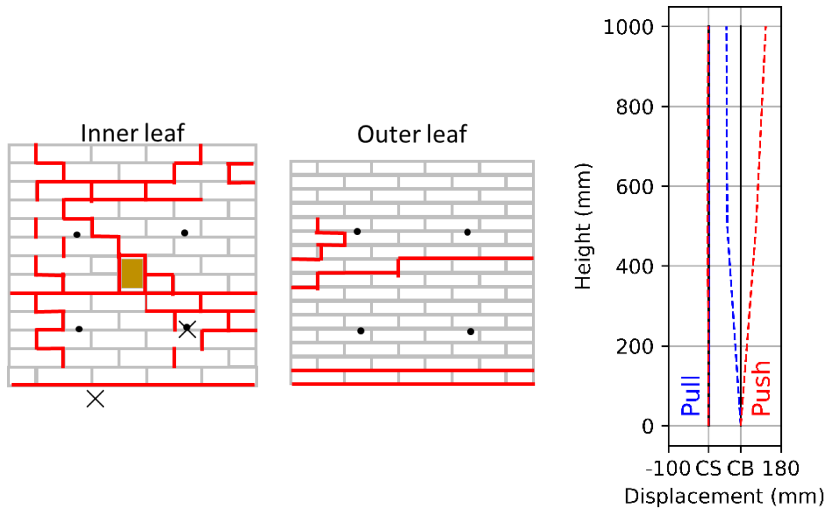 Inner leaf
Outer leaf
1000
800
600
400
200
0
Height (mm)
Pull
Push
-100 CS CB 180
Displacement (mm)